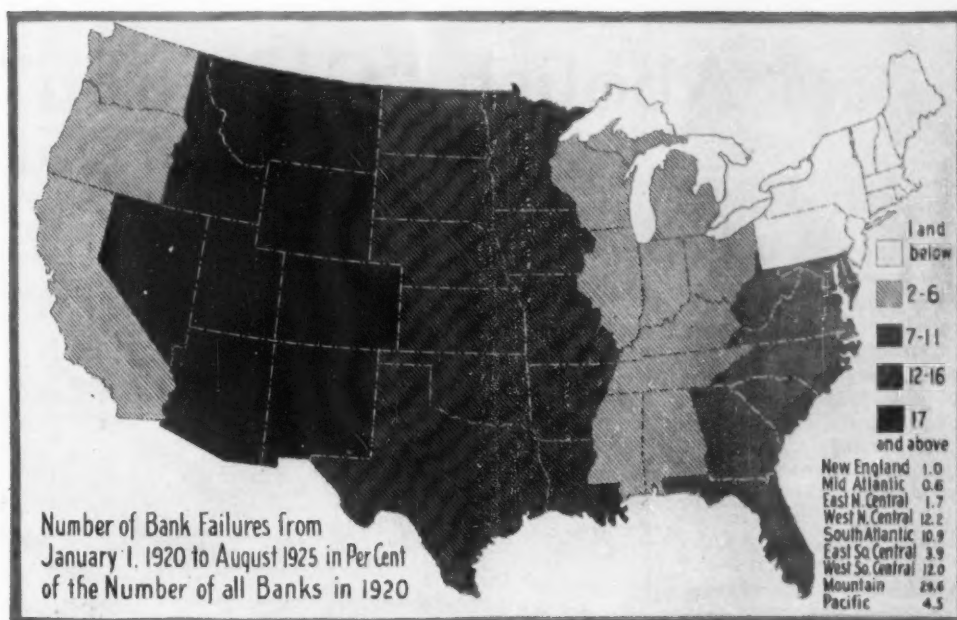 1 and
below
2-6
7-11
12-16
17
and above
New England 1.0
Mid Atlantic 0.6
East N. Central 1.7
West N. Central 12.2
South Atlantic 10.9
East So. Central 3.9
West So. Central 12.0
Mountain 29.6
Pacific 4.5
Number of Bank Failures from
January 1, 1920 to August 1925 in Per Cent
of the Number of all Banks in 1920